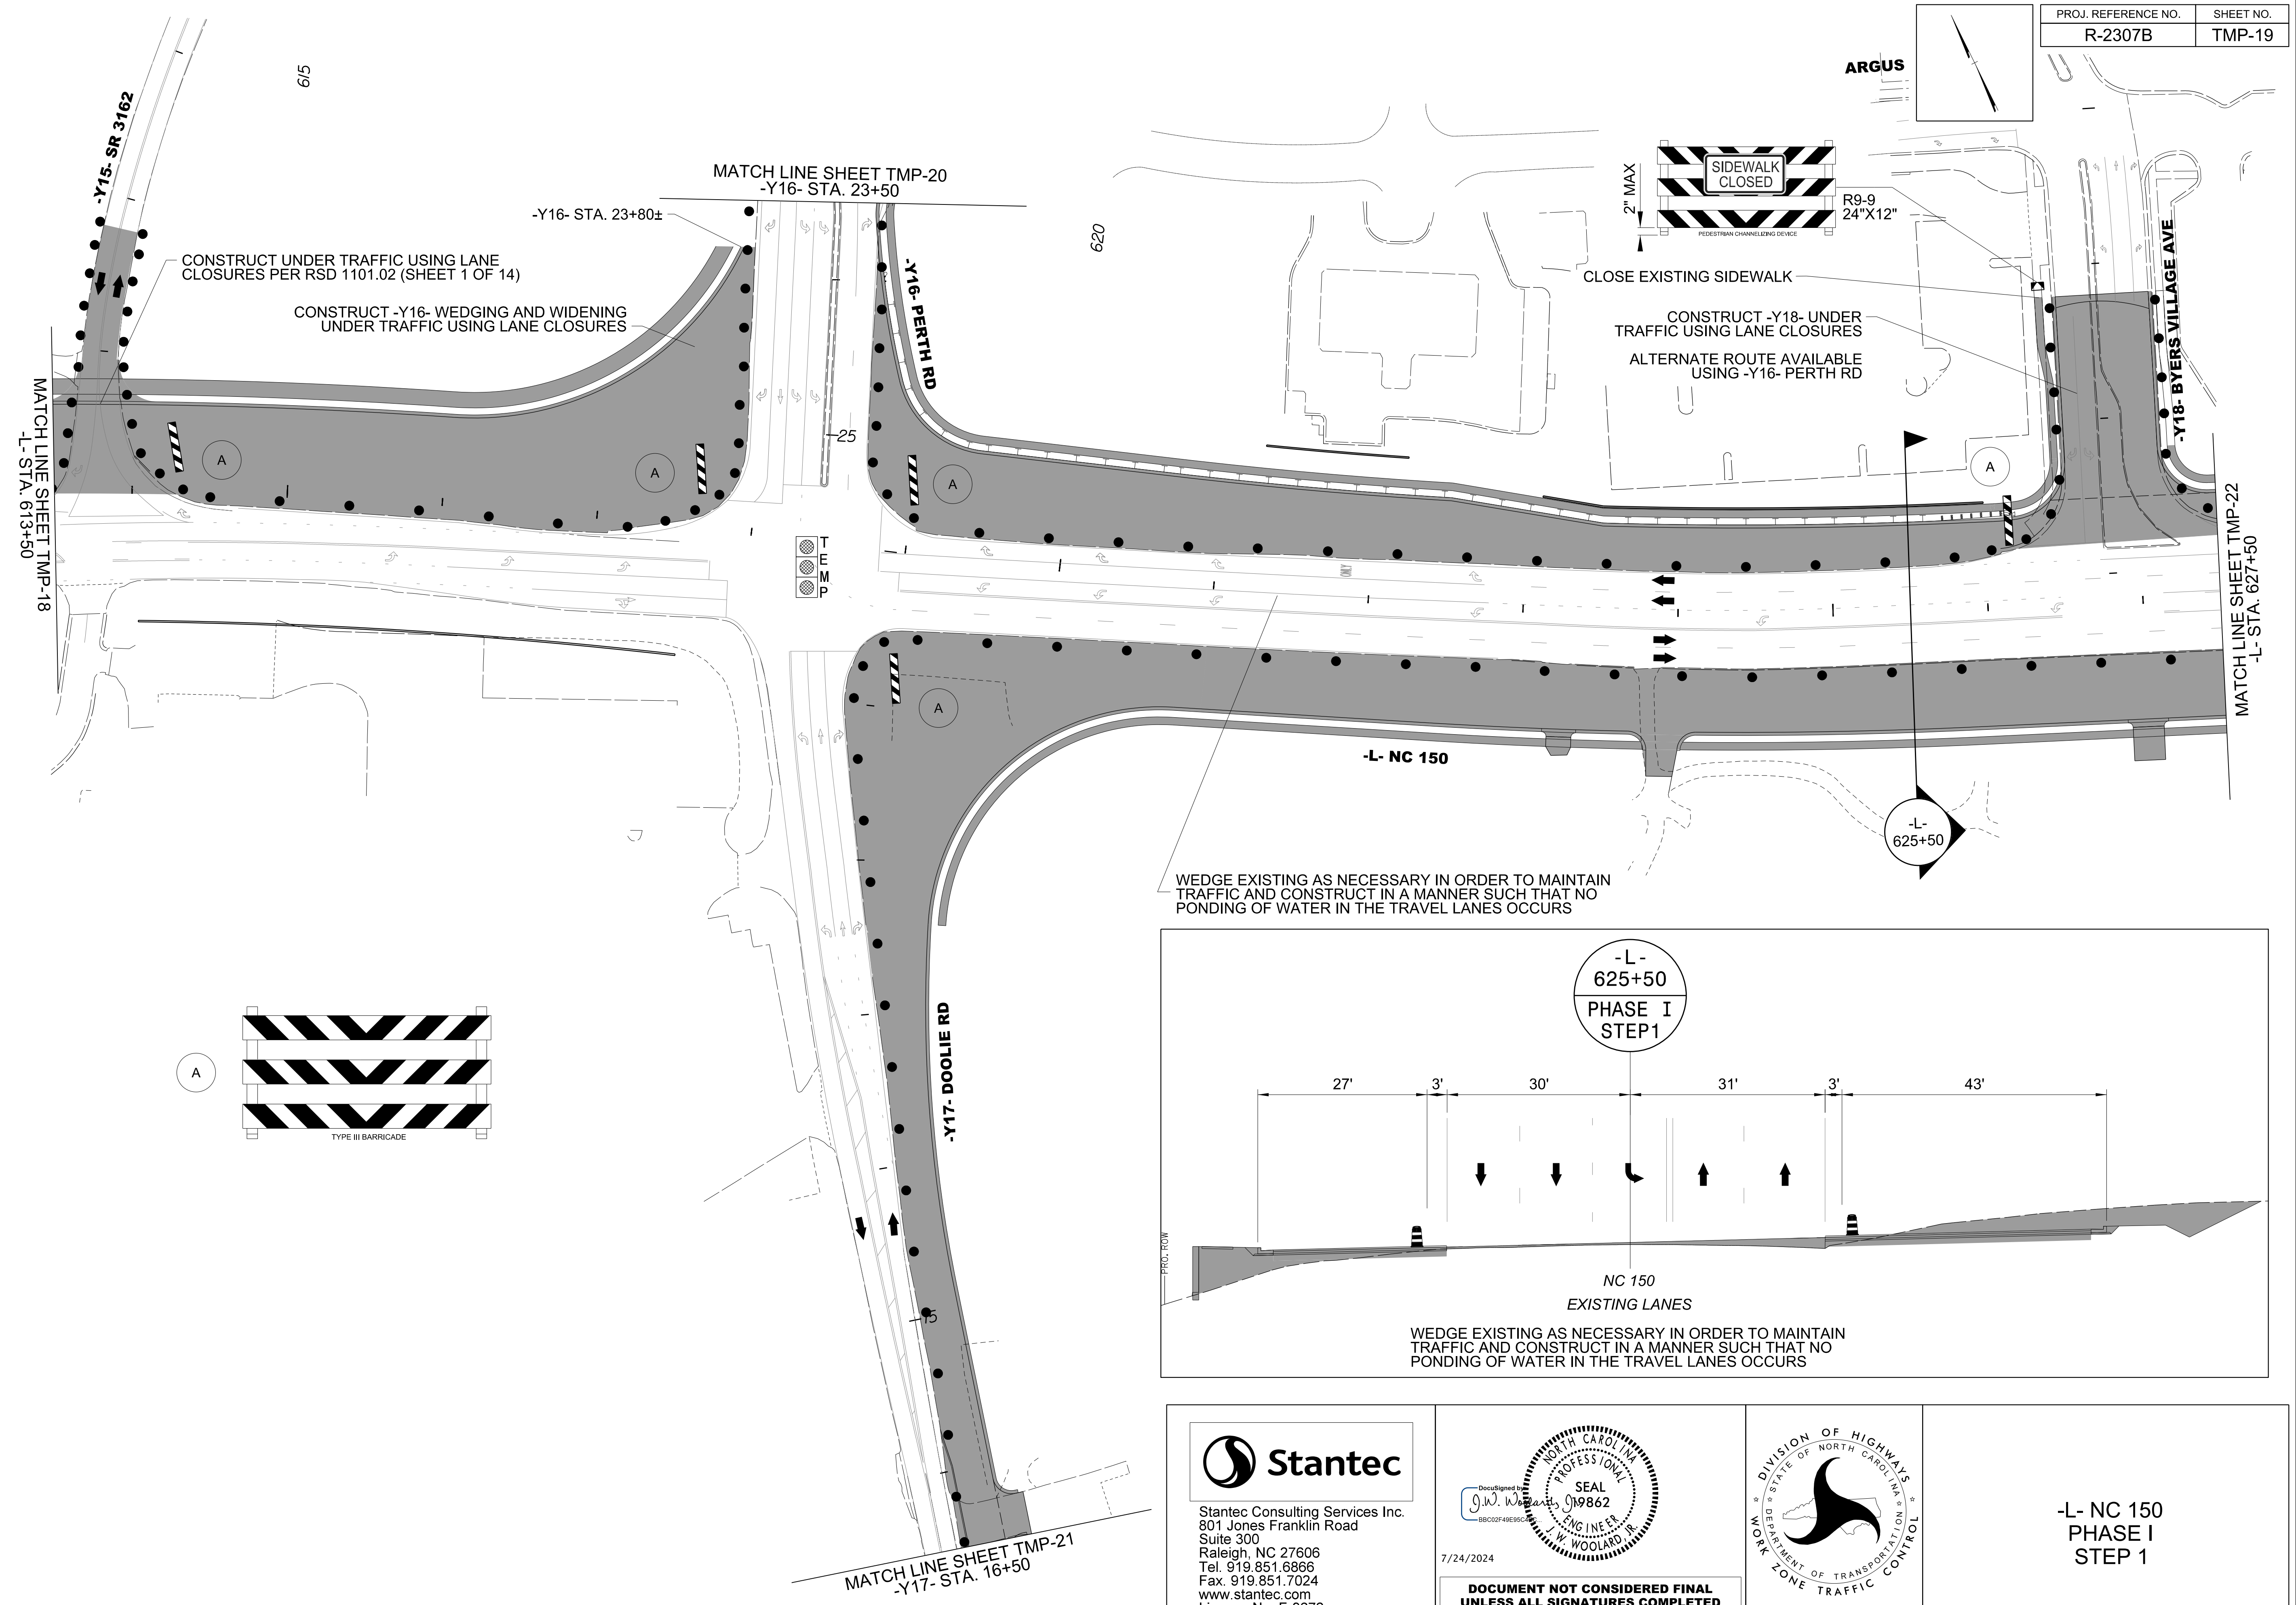 PROJ. REFERENCE NO.
SHEET NO.
R-2307B
TMP-19
ARGUS
-Y15- SR 3162
615
MATCH LINE SHEET TMP-20
-Y16- STA. 23+50
-Y16- STA. 23+80±
CONSTRUCT UNDER TRAFFIC USING LANE
CLOSURES PER RSD 1101.02 (SHEET 1 OF 14)
CONSTRUCT -Y16- WEDGING AND WIDENING
UNDER TRAFFIC USING LANE CLOSURES
-Y16- PERTH RD
620
2" MAX
SIDEWALK
CLOSED
PEDESTRIAN CHANNELIZING DEVICE
R9-9
24"X12"
CLOSE EXISTING SIDEWALK
CONSTRUCT -Y18- UNDER
TRAFFIC USING LANE CLOSURES
ALTERNATE ROUTE AVAILABLE
USING -Y16- PERTH RD
-Y18- BYERS VILLAGE AVE
MATCH LINE SHEET TMP-18
-L- STA. 613+50
A
A
25
A
A
MATCH LINE SHEET TMP-22
-L- STA. 627+50
TEMP
ONLY
A
-L- NC 150
-L-
625+50
WEDGE EXISTING AS NECESSARY IN ORDER TO MAINTAIN
TRAFFIC AND CONSTRUCT IN A MANNER SUCH THAT NO
PONDING OF WATER IN THE TRAVEL LANES OCCURS
-Y17- DOOLIE RD
A
TYPE III BARRICADE
15
MATCH LINE SHEET TMP-21
-Y17- STA. 16+50
-L-
625+50
PHASE I
STEP1
27'
3'
30'
31'
3'
43'
PRO. ROW
NC 150
EXISTING LANES
WEDGE EXISTING AS NECESSARY IN ORDER TO MAINTAIN
TRAFFIC AND CONSTRUCT IN A MANNER SUCH THAT NO
PONDING OF WATER IN THE TRAVEL LANES OCCURS
Stantec
Stantec Consulting Services Inc.
801 Jones Franklin Road
Suite 300
Raleigh, NC 27606
Tel. 919.851.6866
Fax. 919.851.7024
www.stantec.com
DocuSigned by
J.W. Woolard, Jr.
NORTH CAROLINA
PROFESSIONAL
SEAL
19862
ENGINEER
J. W. WOOLARD, JR.
7/24/2024
DOCUMENT NOT CONSIDERED FINAL
UNLESS ALL SIGNATURES COMPLETED
DIVISION OF HIGHWAYS
STATE OF NORTH CAROLINA
DEPARTMENT OF TRANSPORTATION
WORK ZONE TRAFFIC CONTROL
-L- NC 150
PHASE I
STEP 1